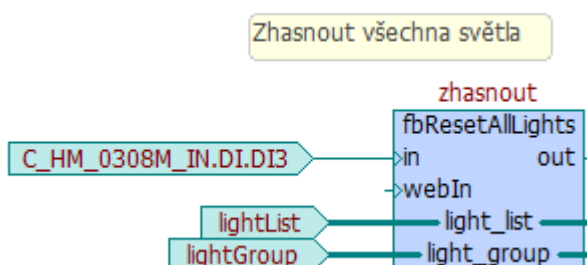 Zhasnout všechna světla
zhasnout
fbResetAllLights
C_HM_0308M_IN.DI.DI3 in out
webIn
lightList light_list
lightGroup light_group